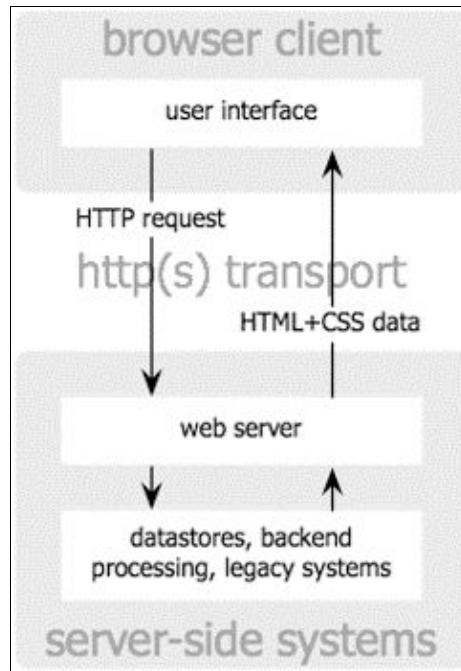 browser client
user interface
HTTP request
http(s) transport
HTML+CSS data
web server
datastores, backend
processing, legacy systems
server-side systems